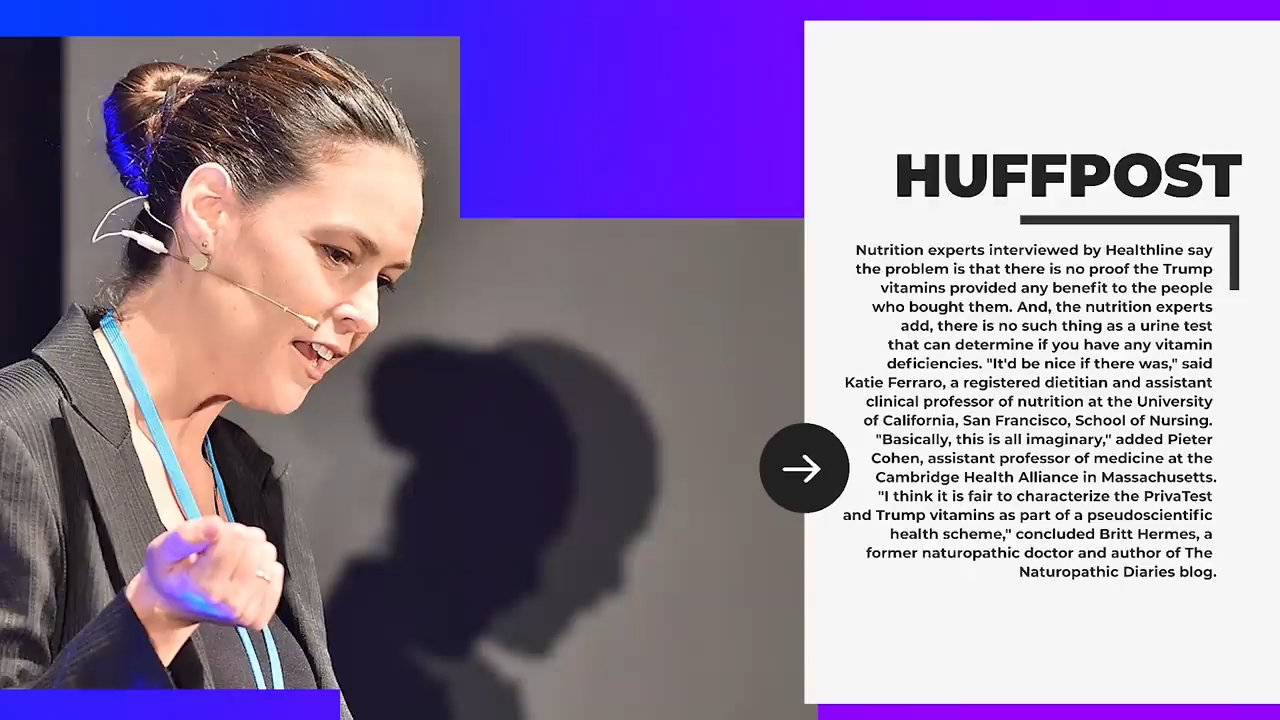 HUFFPOST
Nutrition experts interviewed by Healthline say
the problem is that there is no proof the Trump
vitamins provided any benefit to the people
who bought them. And, the nutrition experts
add, there is no such thing as a urine test
that can determine if you have any vitamin
deficiencies. "It'd be nice if there was," said
Katie Ferraro, a registered dietitian and assistant
clinical professor of nutrition at the University
of California, San Francisco, School of Nursing.
"Basically, this is all imaginary," added Pieter
Cohen, assistant professor of medicine at the
Cambridge Health Alliance in Massachusetts.
"I think it is fair to characterize the PrivaTest
and Trump vitamins as part of a pseudoscientific
health scheme," concluded Britt Hermes, a
former naturopathic doctor and author of The
Naturopathic Diaries blog.